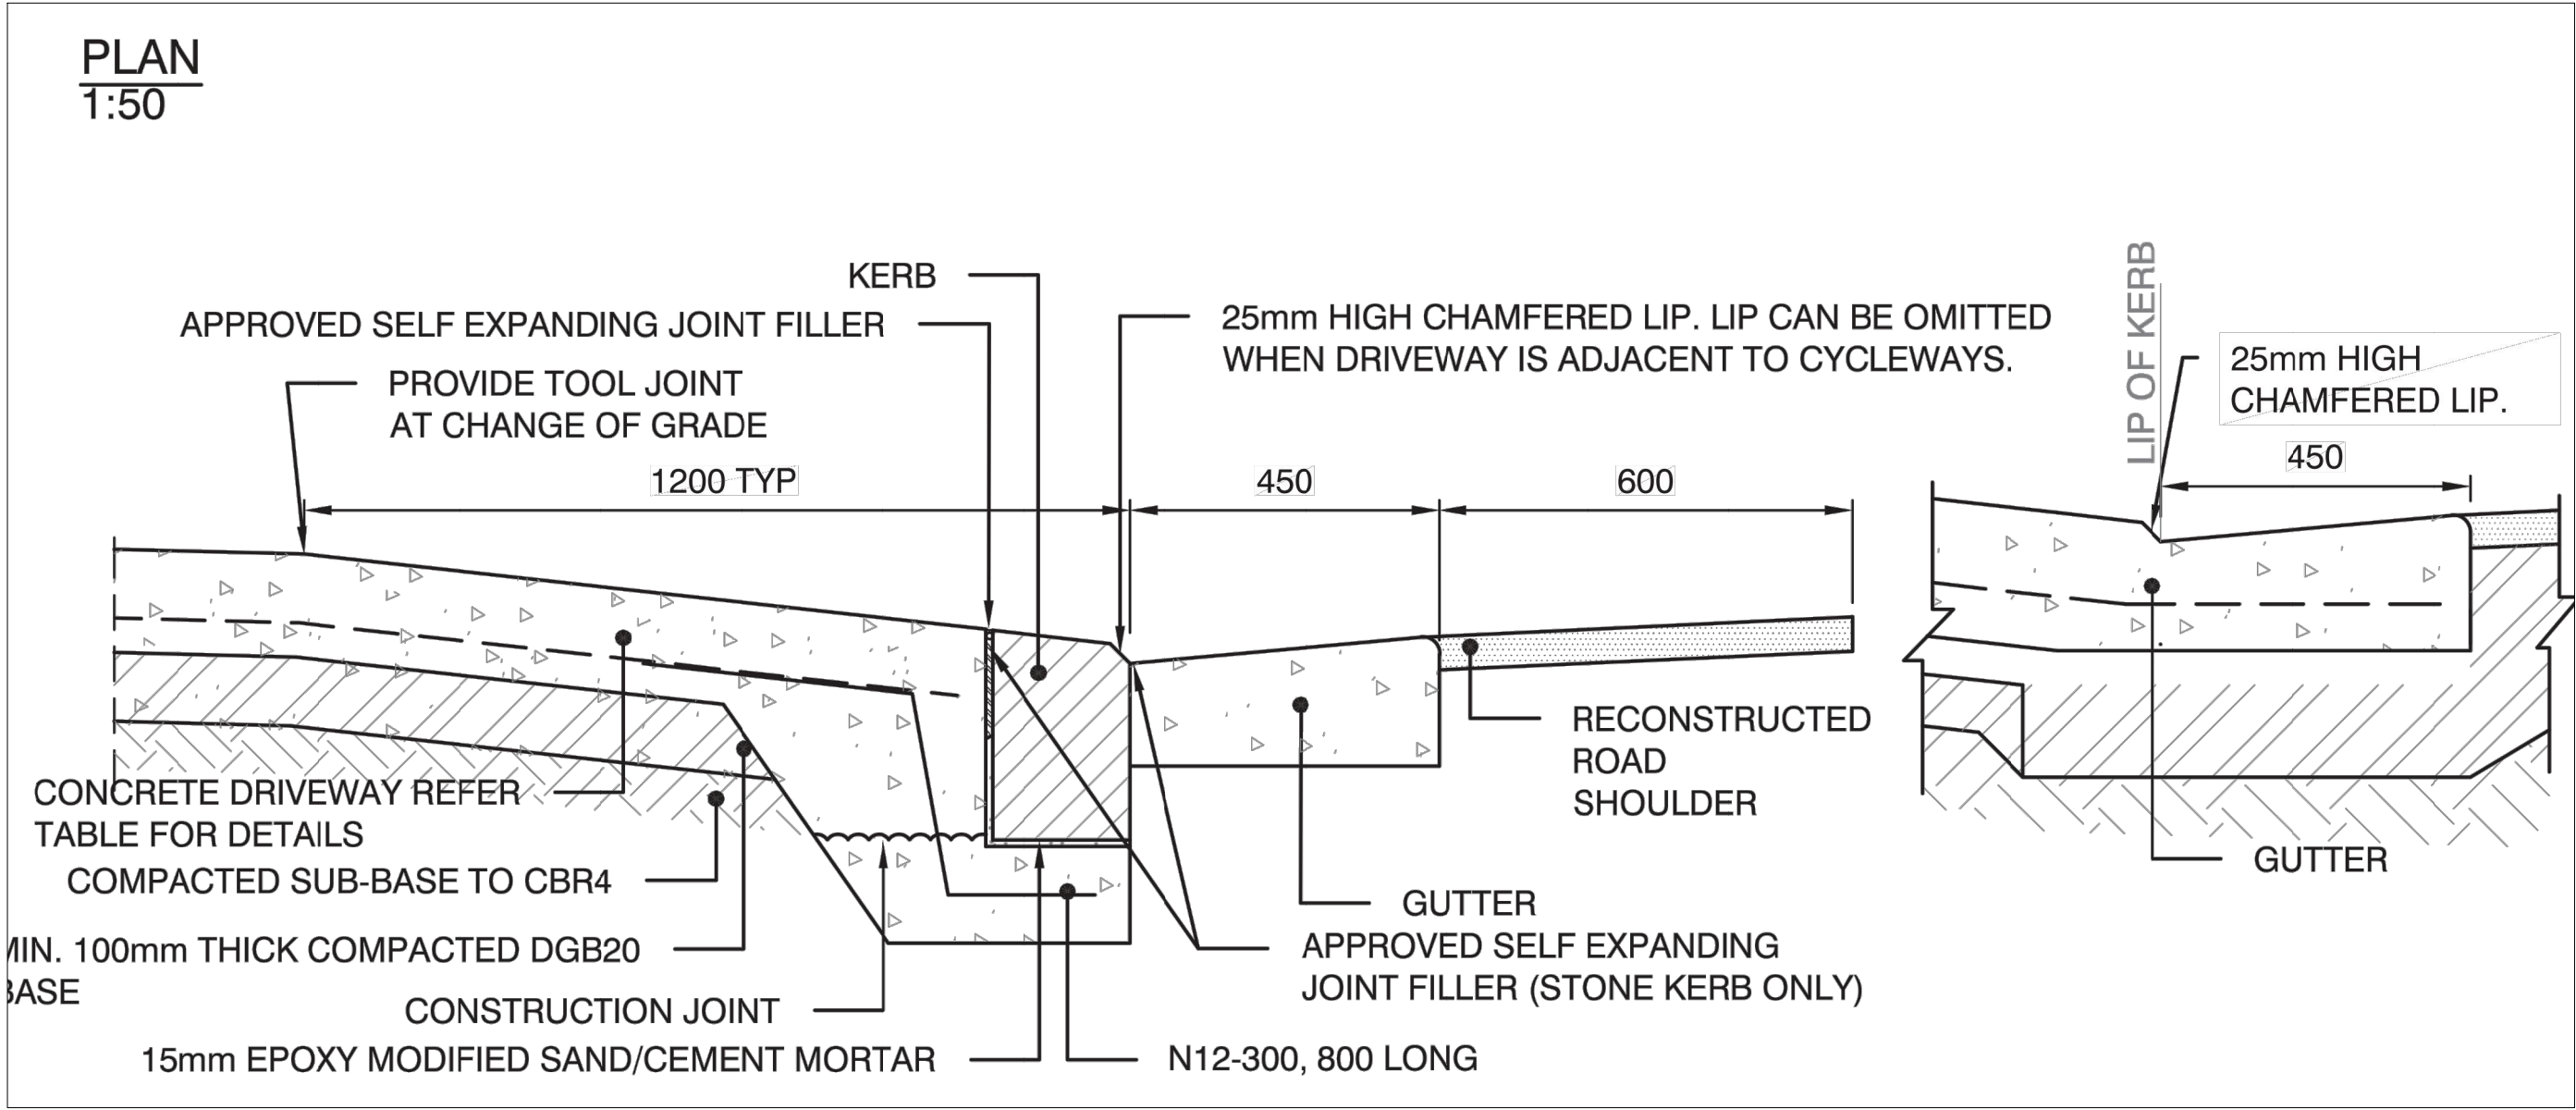 PLAN
1:50
KERB
APPROVED SELF EXPANDING JOINT FILLER
PROVIDE TOOL JOINT
AT CHANGE OF GRADE
25mm HIGH CHAMFERED LIP. LIP CAN BE OMITTED
WHEN DRIVEWAY IS ADJACENT TO CYCLEWAYS.
LIP OF KERB
25mm HIGH
CHAMFERED LIP.
1200 TYP
450
600
450
CONCRETE DRIVEWAY REFER
TABLE FOR DETAILS
COMPACTED SUB-BASE TO CBR4
MIN. 100mm THICK COMPACTED DGB20
BASE
CONSTRUCTION JOINT
15mm EPOXY MODIFIED SAND/CEMENT MORTAR
RECONSTRUCTED
ROAD
SHOULDER
GUTTER
APPROVED SELF EXPANDING
JOINT FILLER (STONE KERB ONLY)
N12-300, 800 LONG
GUTTER